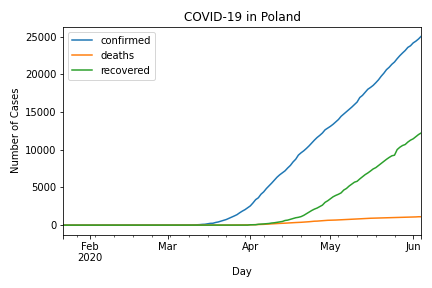 COVID-19 in Poland
confirmed
deaths
recovered
Number of Cases
25000
20000
15000
10000
5000
0
Feb Mar Apr May Jun
2020
Day